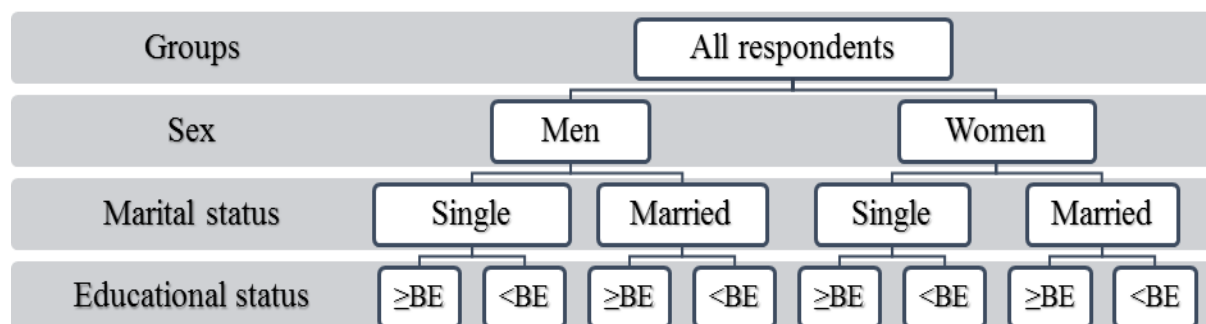 Groups
All respondents
Sex
Men
Women
Marital status
Single
Married
Single
Married
Educational status
≥BE
<BE
≥BE
<BE
≥BE
<BE
≥BE
<BE